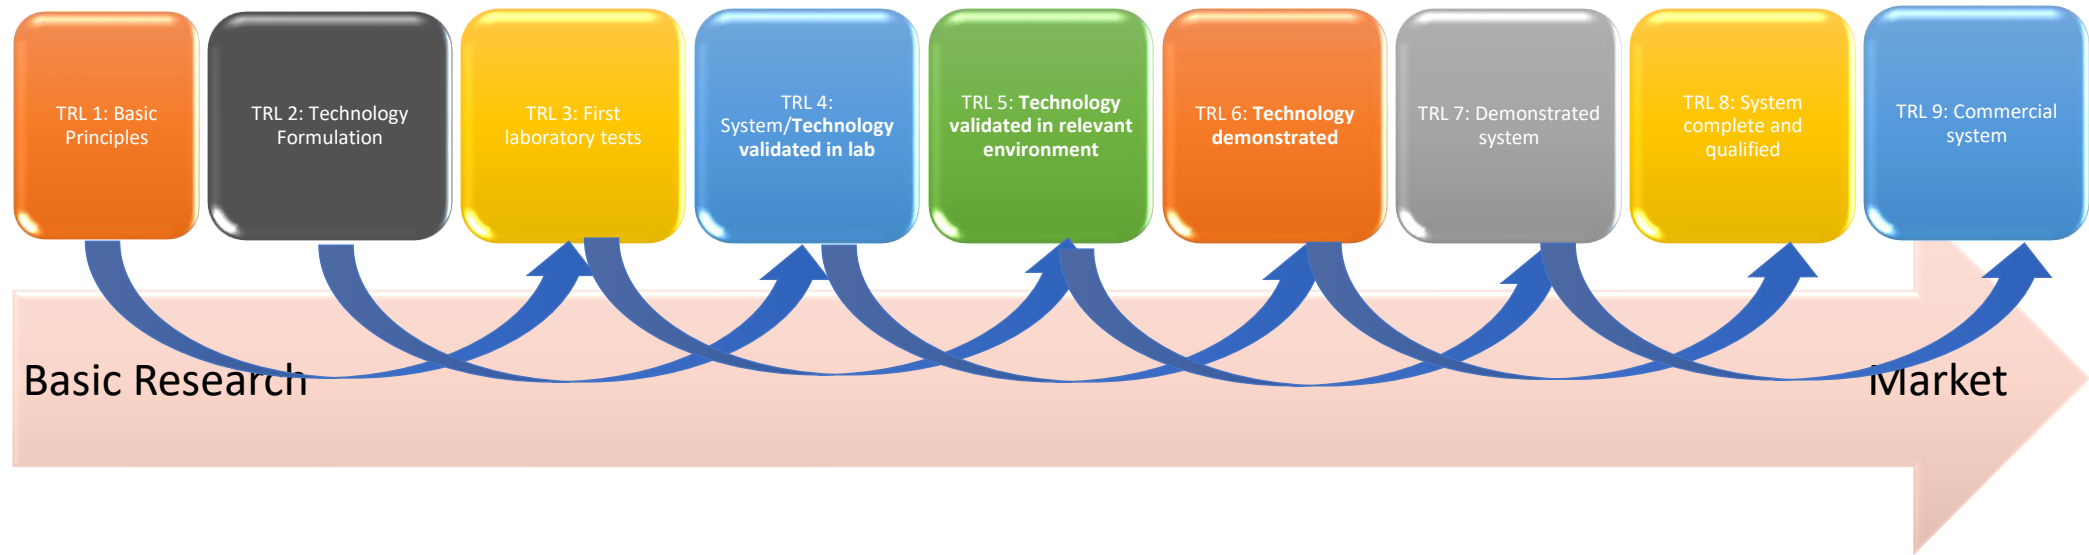 TRL 1: Basic
Principles
TRL 2: Technology
Formulation
TRL 3: First
laboratory tests
TRL 4:
System/Technology
validated in lab
TRL 5: Technology
validated in relevant
environment
TRL 6: Technology
demonstrated
TRL 7: Demonstrated
system
TRL 8: System
complete and
qualified
TRL 9: Commercial
system
Basic Research
Market